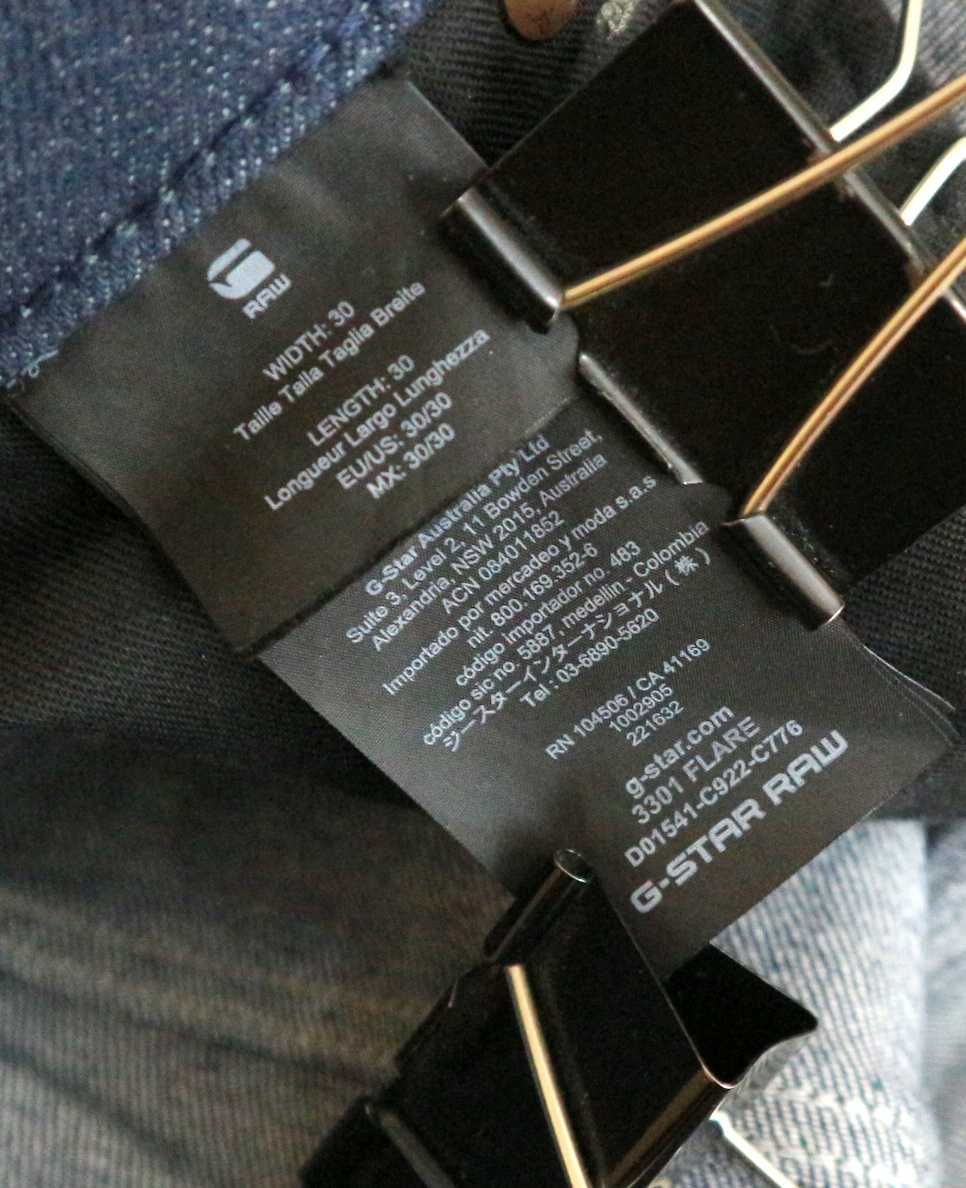 RAW
WIDTH: 30
Taille Talla Taglia Breite
LENGTH: 30
Longueur Largo Lunghezza
EU/US: 30/30
MX: 30/30
G-Star Australia Pty Ltd
Suite 3, Level 2, 11 Bowden Street,
Alexandria, NSW 2015, Australia
ACN 084011852
Importado por mercadeo y moda s.a.s
nit. 800.169.352-6
código importador no. 483
código sic no. 5887, medellin - Colombia
ジースターインターナショナル(株)
Tel : 03-6890-5620
RN 104506 / CA 41169
1002905
221632
g-star.com
3301 FLARE
D01541-C922-C776
G-STAR RAW